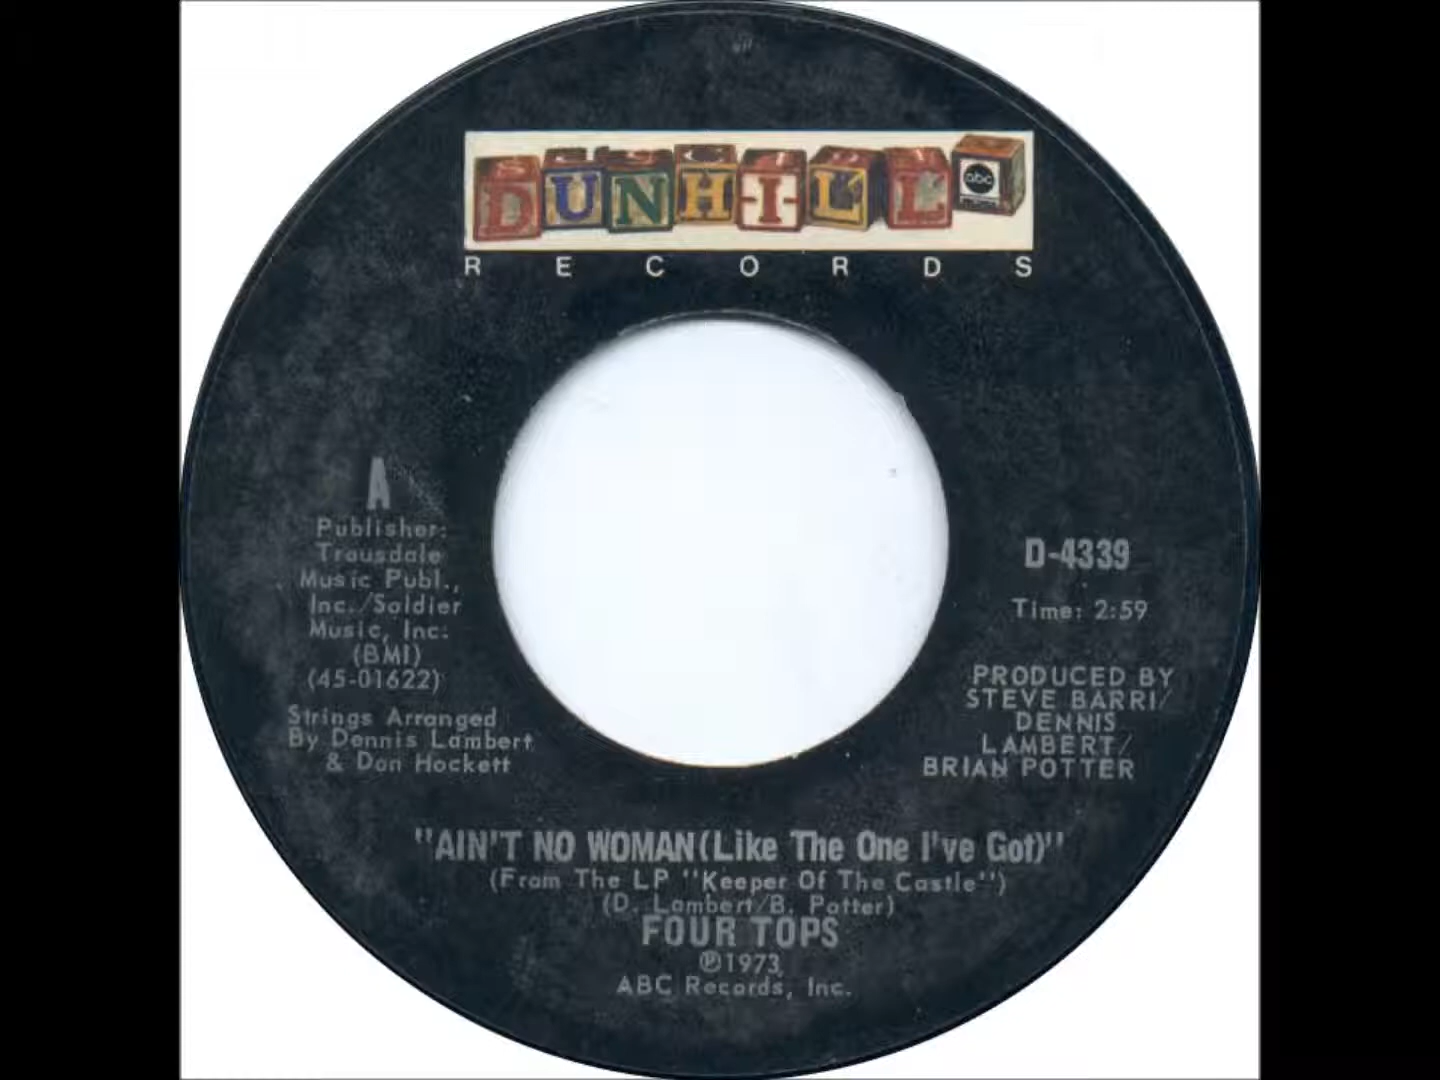 DUNHILL abc
RECORDS
A
Publisher:
Trousdale
Music Publ.,
Inc./Soldier
Music, Inc.
(BMI)
(45-01622)
Strings Arranged
By Dennis Lambert
& Don Hockett
D-4339
Time: 2:59
PRODUCED BY
STEVE BARRI/
DENNIS
LAMBERT/
BRIAN POTTER
"AIN'T NO WOMAN(Like The One I've Got)"
(From The LP "Keeper Of The Castle")
(D. Lambert/B. Potter)
FOUR TOPS
℗1973
ABC Records, Inc.